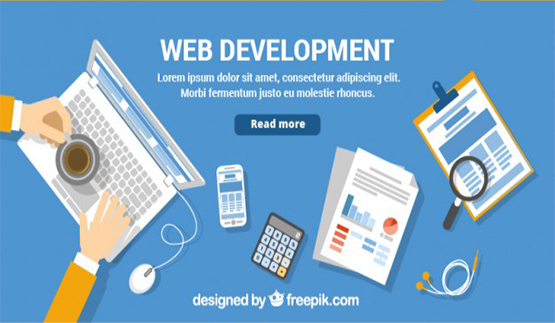 WEB DEVELOPMENT
Lorem ipsum dolor sit amet, consectetur adipiscing elit.
Morbi fermentum justo eu molestie rhoncus.
Read more
designed by freepik.com